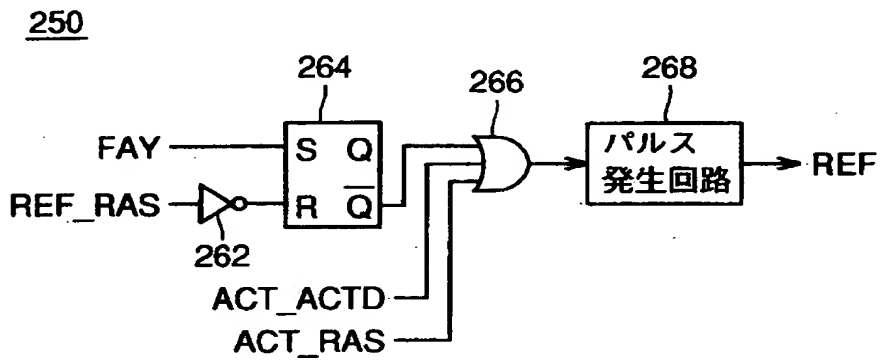 250
264
266
268
FAY
S Q
パルス
発生回路
REF
REF_RAS
R Q̅
262
ACT_ACTD
ACT_RAS